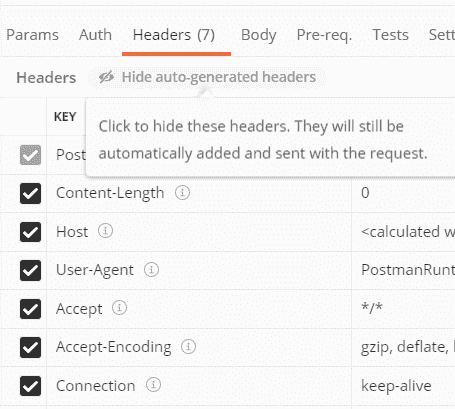 Params Auth Headers (7) Body Pre-req. Tests Sett
Headers Hide auto-generated headers
KEY
Click to hide these headers. They will still be
automatically added and sent with the request.
Post
Content-Length 0
Host <calculated w
User-Agent PostmanRunt
Accept */*
Accept-Encoding gzip, deflate,
Connection keep-alive